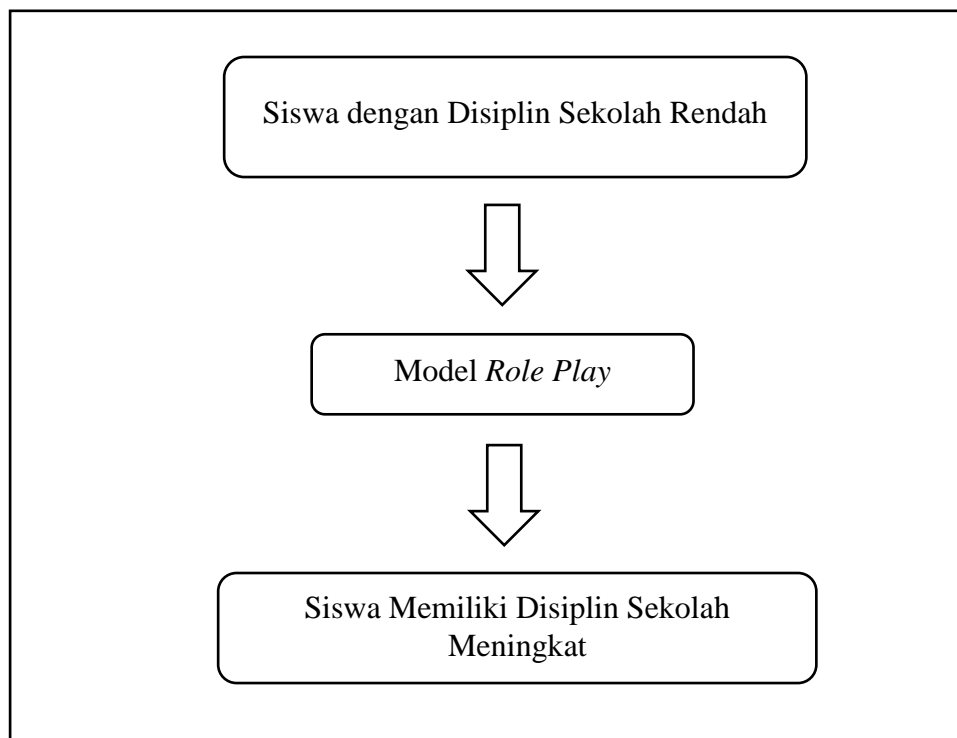 Siswa dengan Disiplin Sekolah Rendah
Model Role Play
Siswa Memiliki Disiplin Sekolah
Meningkat